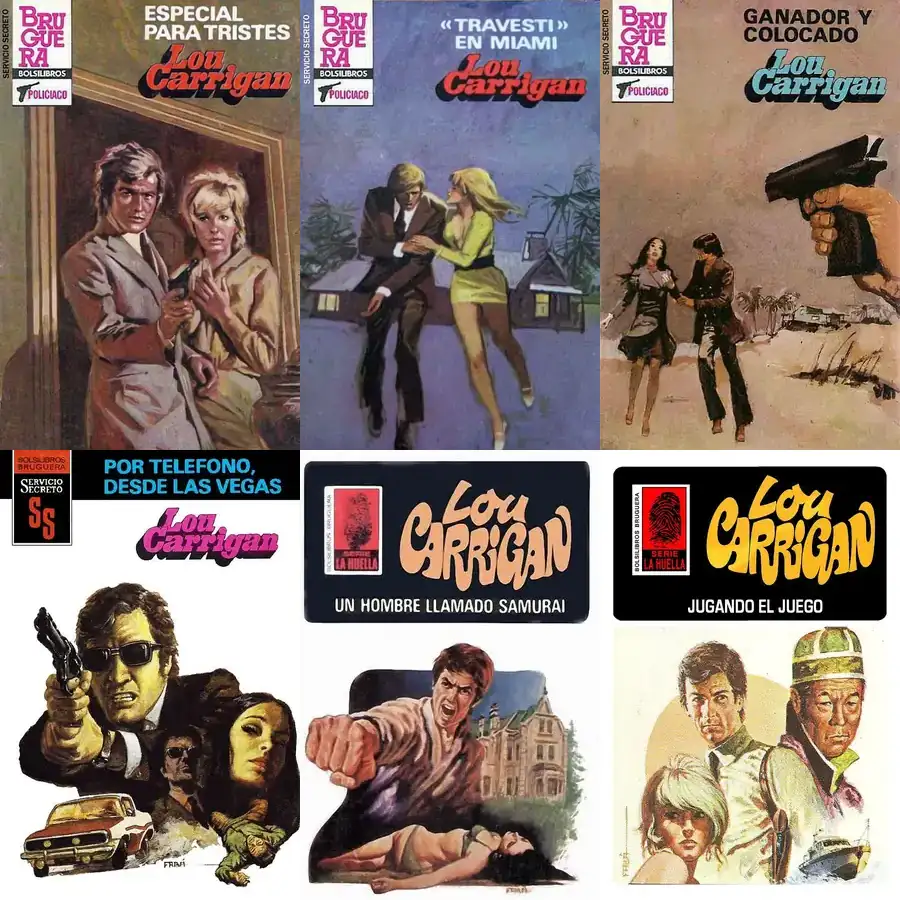 SERVICIO SECRETO
BRU
GUE
RA
BOLSILIBROS
POLICIACO
ESPECIAL
PARA TRISTES
Lou
Carrigan
SERVICIO SECRETO
BRU
GUE
RA
BOLSILIBROS
POLICIACO
«TRAVESTI»
EN MIAMI
Lou
Carrigan
SERVICIO SECRETO
BRU
GUE
RA
BOLSILIBROS
POLICIACO
GANADOR Y
COLOCADO
Lou
Carrigan
BOLSILIBROS
BRUGUERA
SERVICIO
SECRETO
SS
POR TELEFONO,
DESDE LAS VEGAS
Lou
Carrigan
FRAMI
BOLSILIBROS BRUGUERA
SERIE
LA HUELLA
LOU
CARRIGAN
UN HOMBRE LLAMADO SAMURAI
BOLSILIBROS BRUGUERA
SERIE
LA HUELLA
LOU
CARRIGAN
JUGANDO EL JUEGO